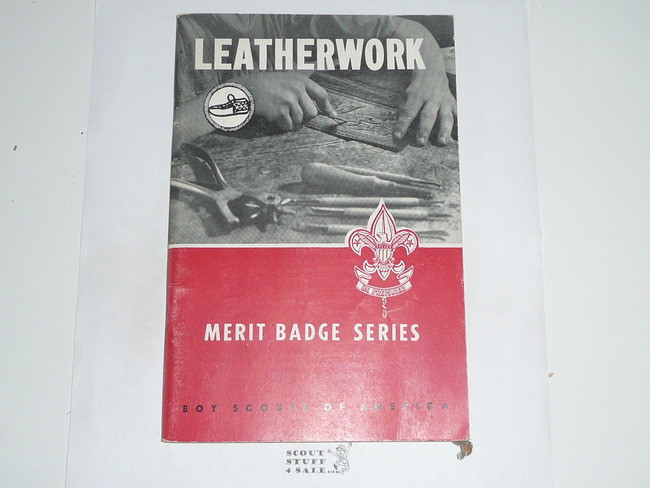 LEATHERWORK
BE PREPARED
MERIT BADGE SERIES
BOY SCOUTS OF AMERICA
SCOUT
STUFF
4 SALE.com